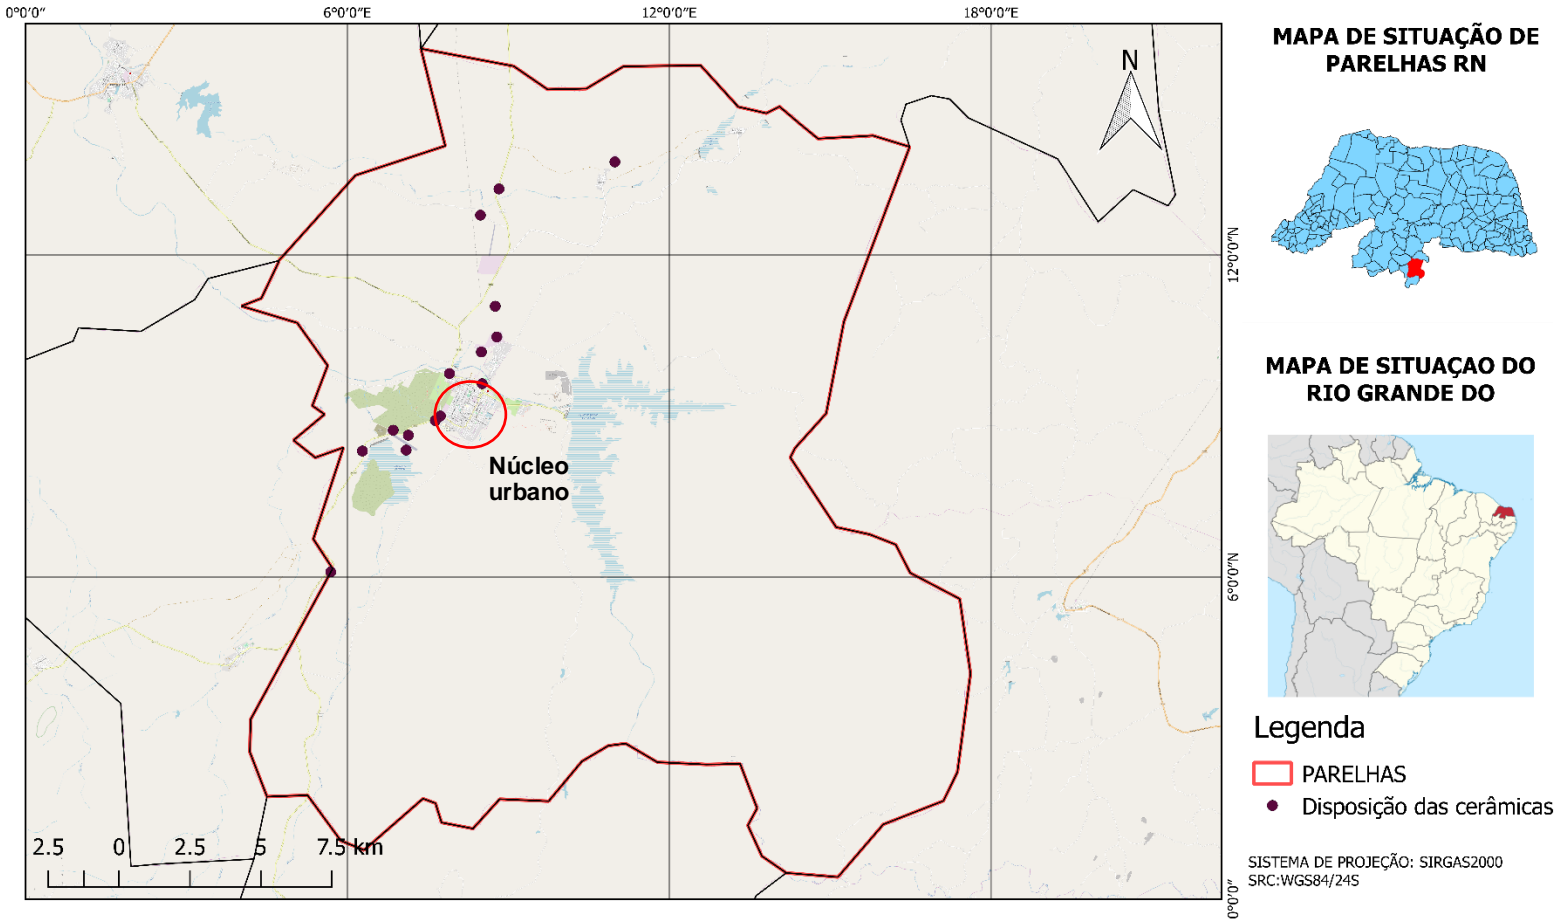 0°0′0″
6°0′0″E
12°0′0″E
18°0′0″E
N
12°0′0″N
6°0′0″N
0°0′0″
Núcleo
urbano
2.5 0 2.5 5 7.5 km
MAPA DE SITUAÇÃO DE
PARELHAS RN
MAPA DE SITUAÇAO DO
RIO GRANDE DO
Legenda
PARELHAS
Disposição das cerâmicas
SISTEMA DE PROJEÇÃO: SIRGAS2000
SRC:WGS84/24S